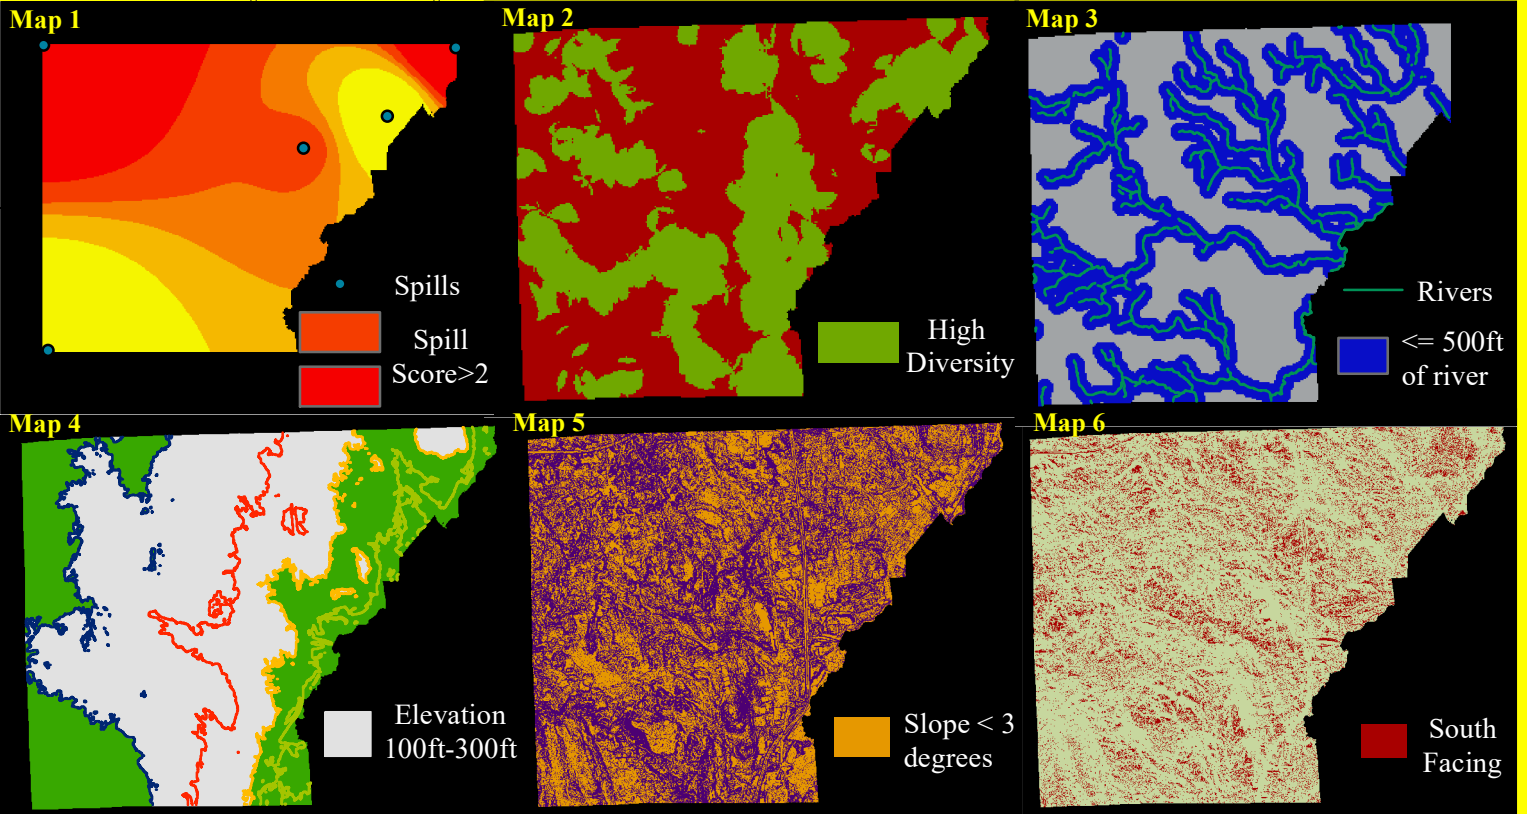 Map 1
Spills
Spill
Score>2
Map 2
High
Diversity
Map 3
Rivers
<= 500ft
of river
Map 4
Elevation
100ft-300ft
Map 5
Slope < 3
degrees
Map 6
South
Facing